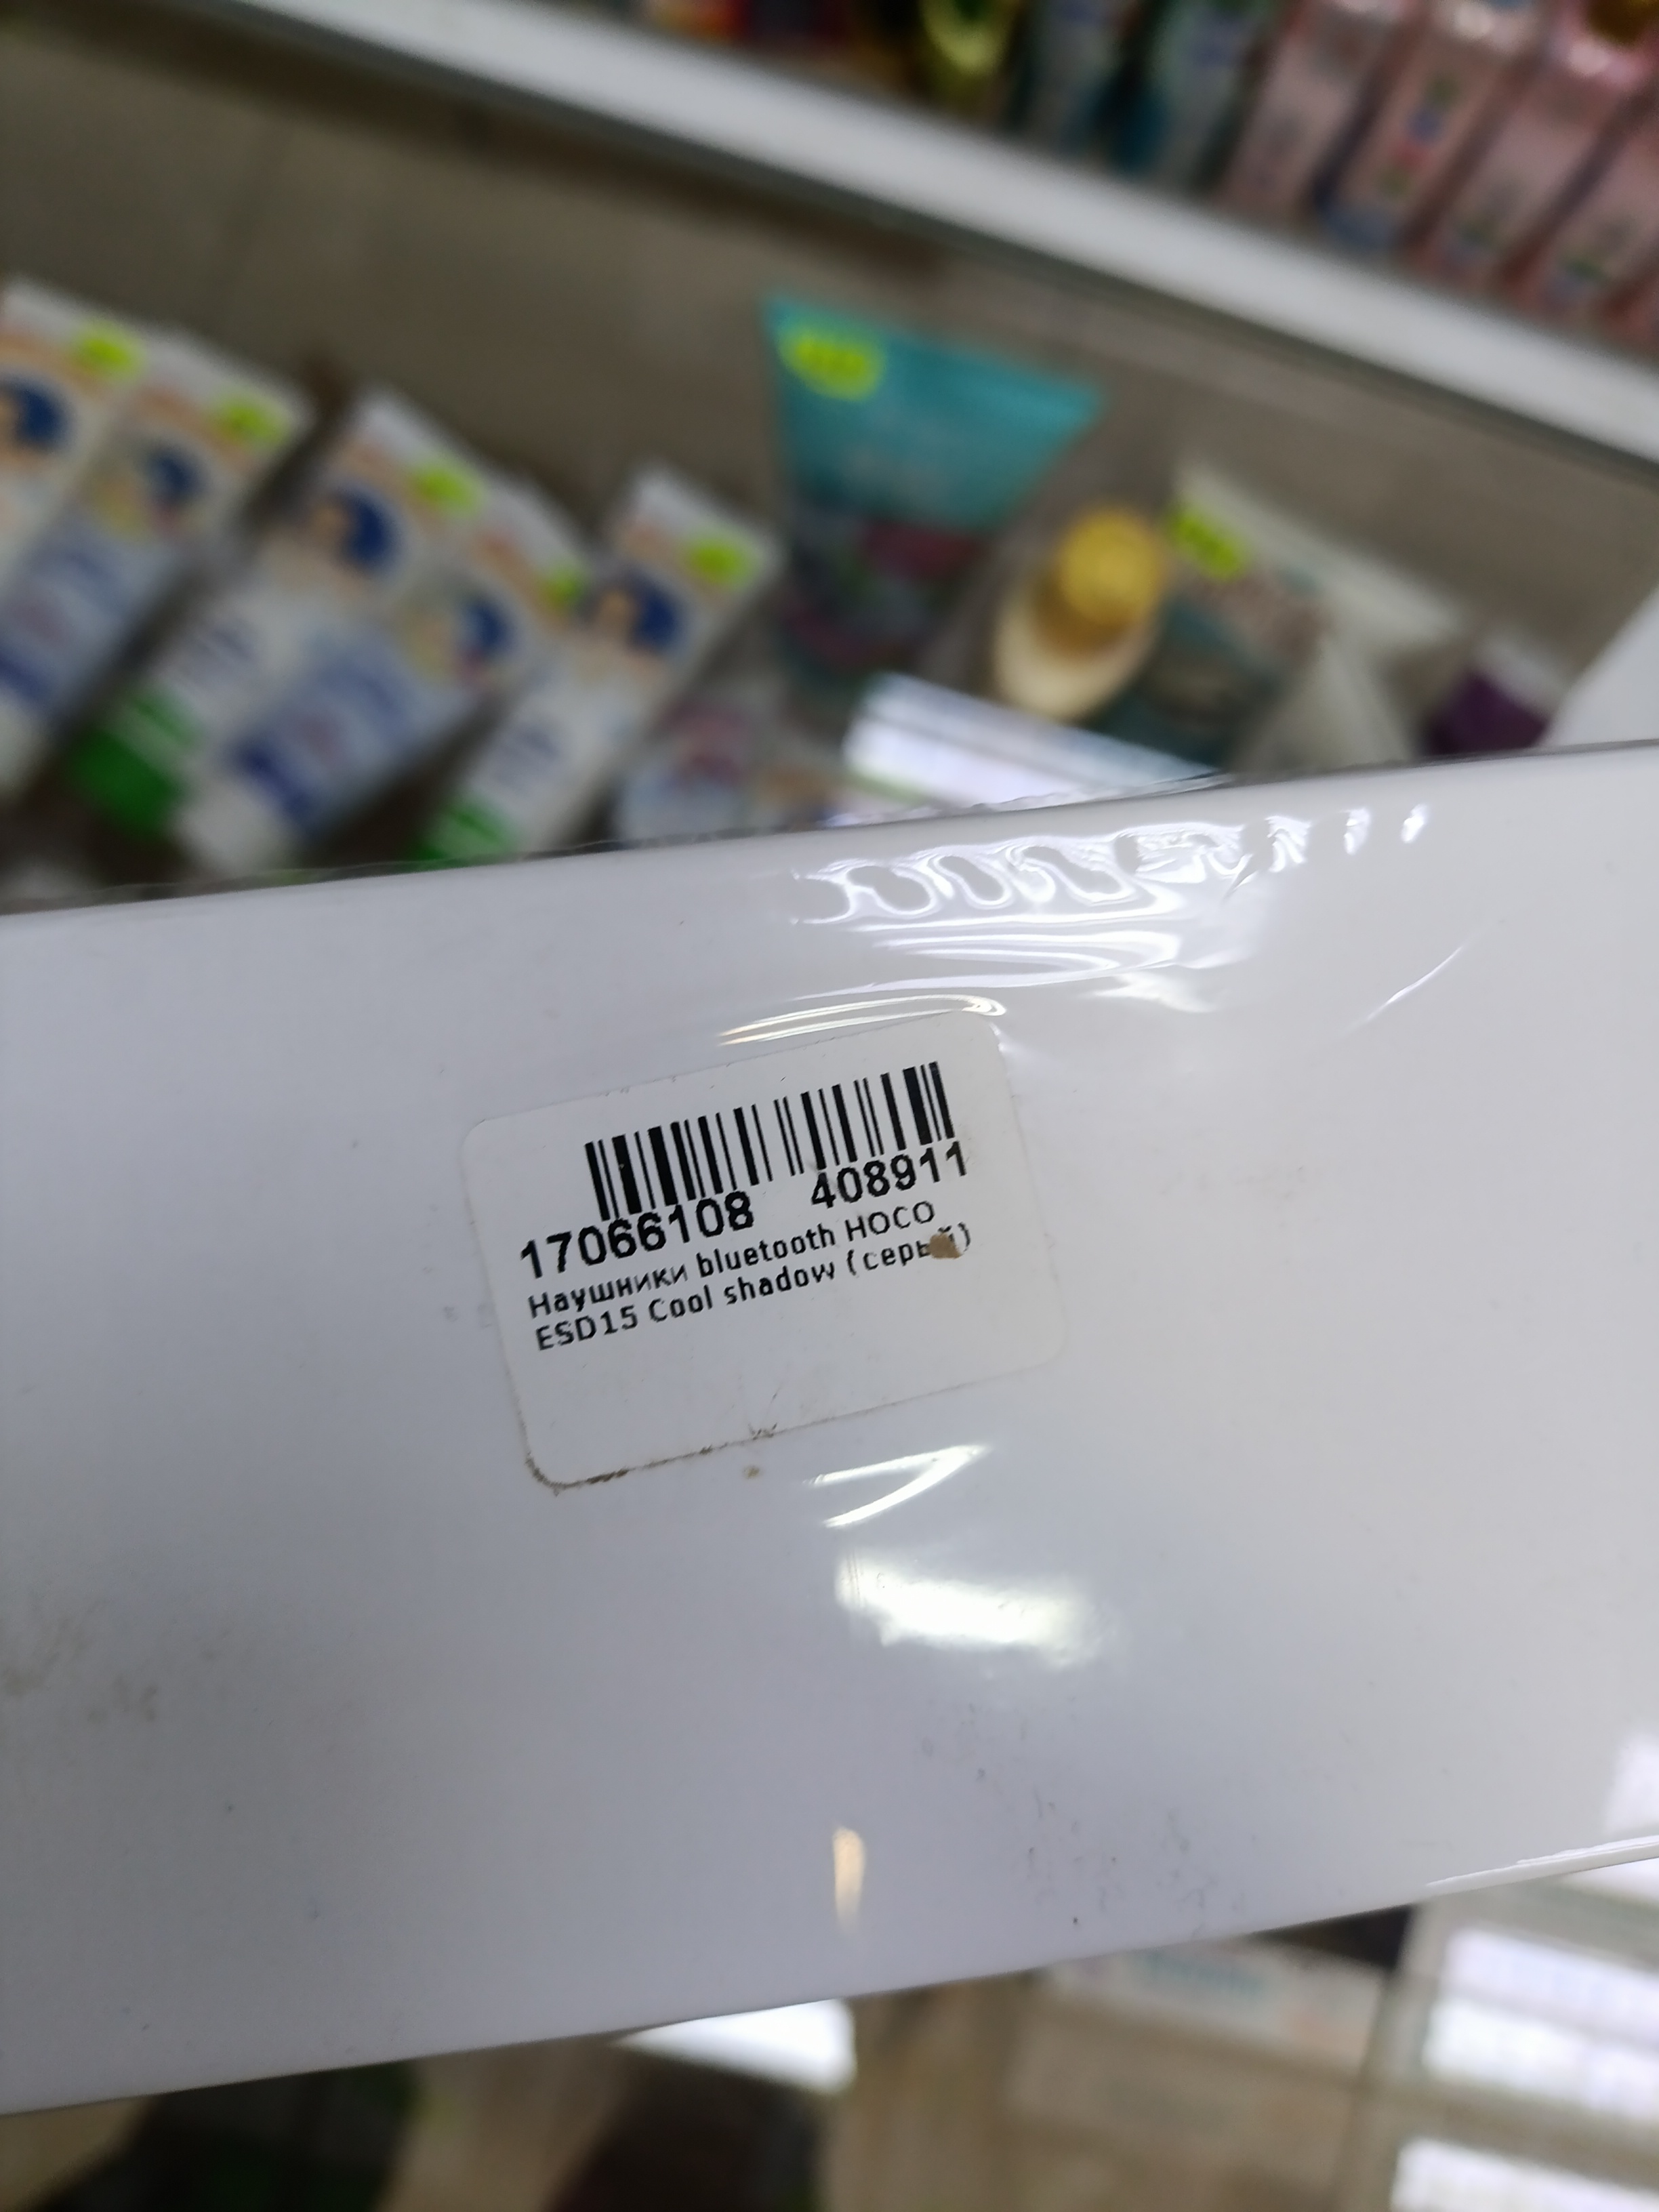 17066108 408911
Наушники bluetooth HOCO
ESD15 Cool shadow (серый)